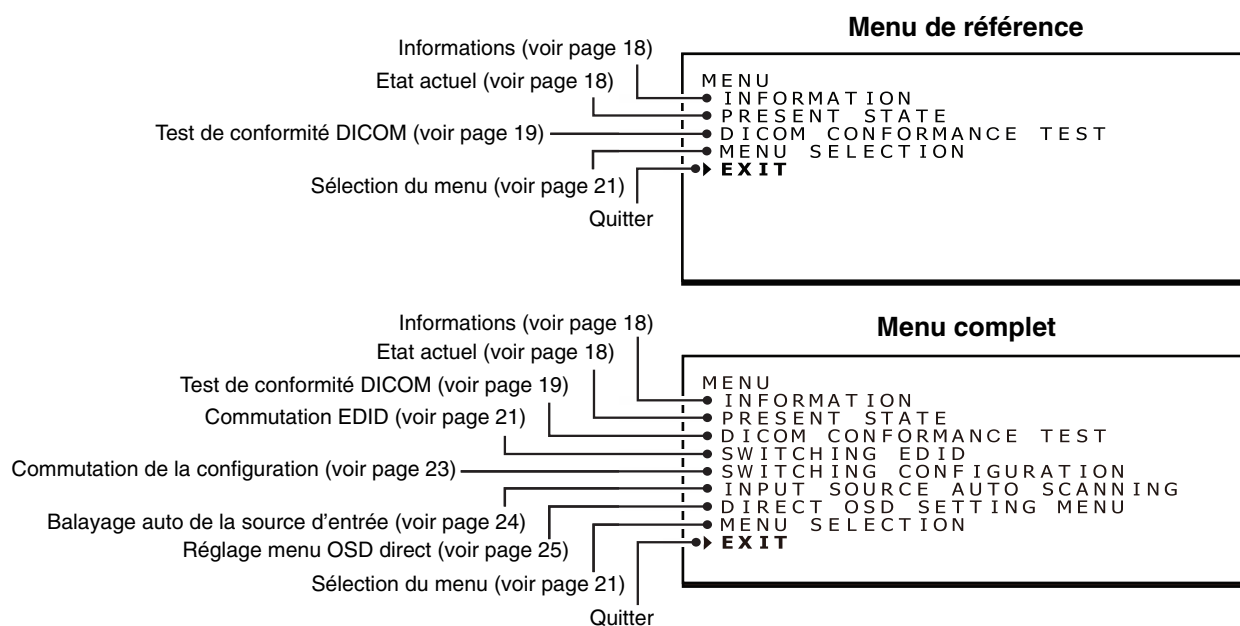 Menu de référence
Informations (voir page 18)
Etat actuel (voir page 18)
Test de conformité DICOM (voir page 19)
Sélection du menu (voir page 21)
Quitter
MENU
INFORMATION
PRESENT STATE
DICOM CONFORMANCE TEST
MENU SELECTION
EXIT
Menu complet
Informations (voir page 18)
Etat actuel (voir page 18)
Test de conformité DICOM (voir page 19)
Commutation EDID (voir page 21)
Commutation de la configuration (voir page 23)
Balayage auto de la source d'entrée (voir page 24)
Réglage menu OSD direct (voir page 25)
Sélection du menu (voir page 21)
Quitter
MENU
INFORMATION
PRESENT STATE
DICOM CONFORMANCE TEST
SWITCHING EDID
SWITCHING CONFIGURATION
INPUT SOURCE AUTO SCANNING
DIRECT OSD SETTING MENU
MENU SELECTION
EXIT